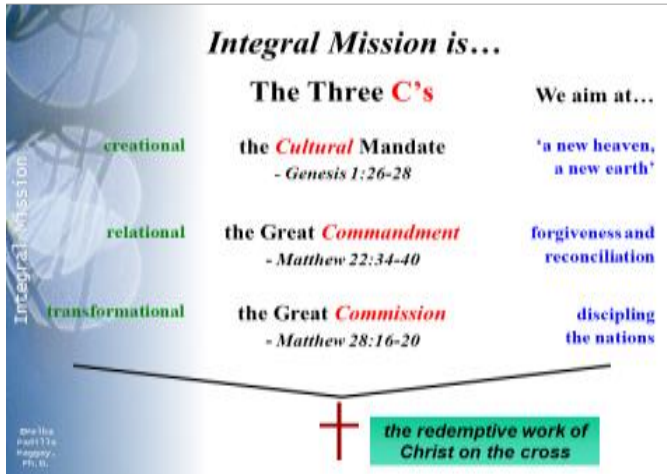 Integral Mission is…
The Three C's
We aim at…
creational
the Cultural Mandate
- Genesis 1:26-28
'a new heaven,
a new earth'
relational
the Great Commandment
- Matthew 22:34-40
forgiveness and
reconciliation
transformational
the Great Commission
- Matthew 28:16-20
discipling
the nations
the redemptive work of
Christ on the cross
Integral Mission
Padilla
Ph.D.